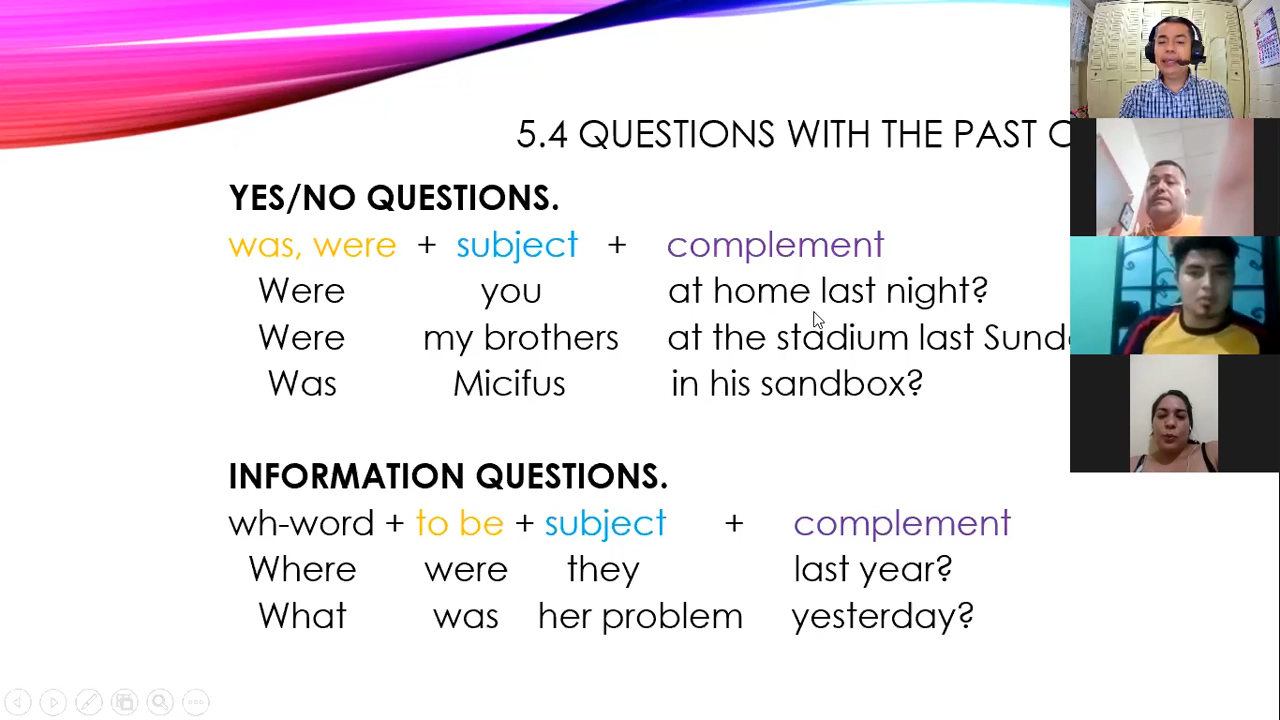 5.4 QUESTIONS WITH THE PAST
YES/NO QUESTIONS.
was, were + subject + complement
Were you at home last night?
Were my brothers at the stadium last
Was Micifus in his sandbox?
INFORMATION QUESTIONS.
wh-word + to be + subject + complement
Where were they last year?
What was her problem yesterday?